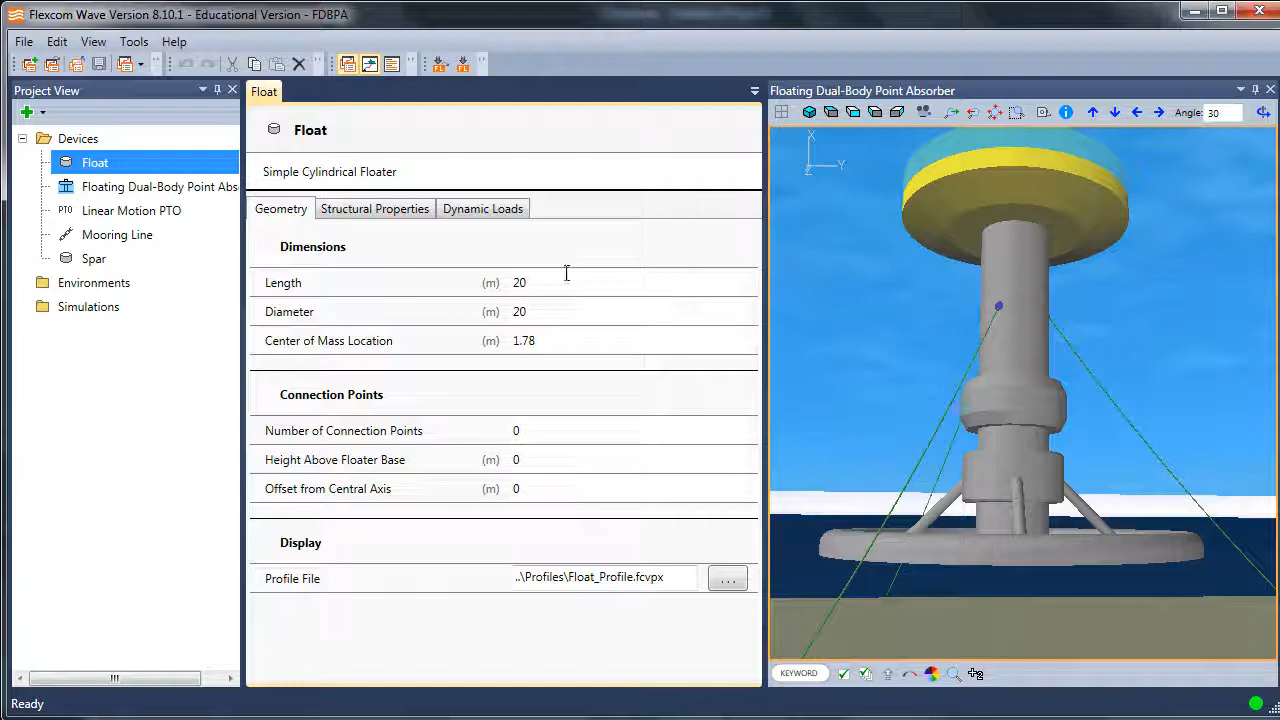 Flexcom Wave Version 8.10.1 - Educational Version - FDBPA
File Edit View Tools Help
Project View
Devices
Float
Floating Dual-Body Point Abs
Linear Motion PTO
Mooring Line
Spar
Environments
Simulations
Float
Float
Simple Cylindrical Floater
Geometry Structural Properties Dynamic Loads
Dimensions
Length (m) 20
Diameter (m) 20
Center of Mass Location (m) 1.78
Connection Points
Number of Connection Points 0
Height Above Floater Base (m) 0
Offset from Central Axis (m) 0
Display
Profile File ..\Profiles\Float_Profile.fcvpx ...
Floating Dual-Body Point Absorber
Angle: 30
X
Y
Z
KEYWORD
Ready